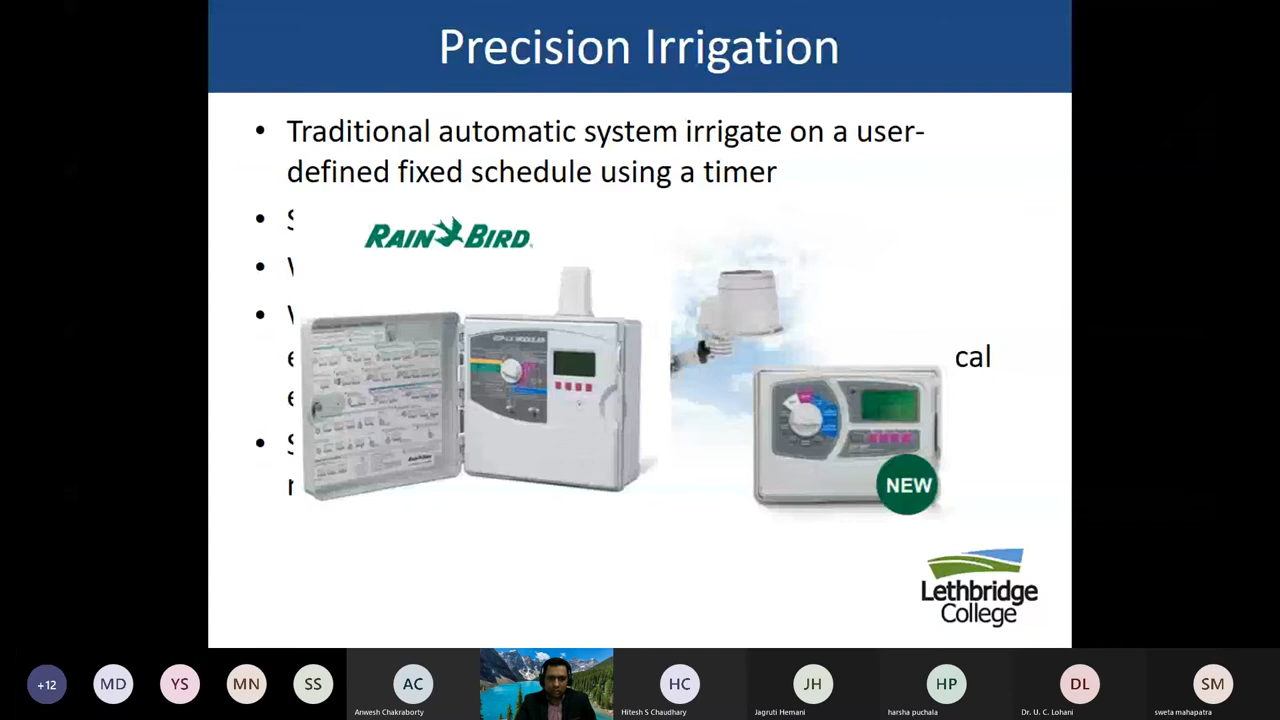 Precision Irrigation
• Traditional automatic system irrigate on a user-
defined fixed schedule using a timer
RAIN BIRD
cal
NEW
Lethbridge
College
+12
MD
YS
MN
SS
AC
Anwesh Chakraborty
HC
Hitesh S Chaudhary
JH
Jagruti Hemani
HP
harsha puchala
DL
Dr. U. C. Lohani
SM
sweta mahapatra